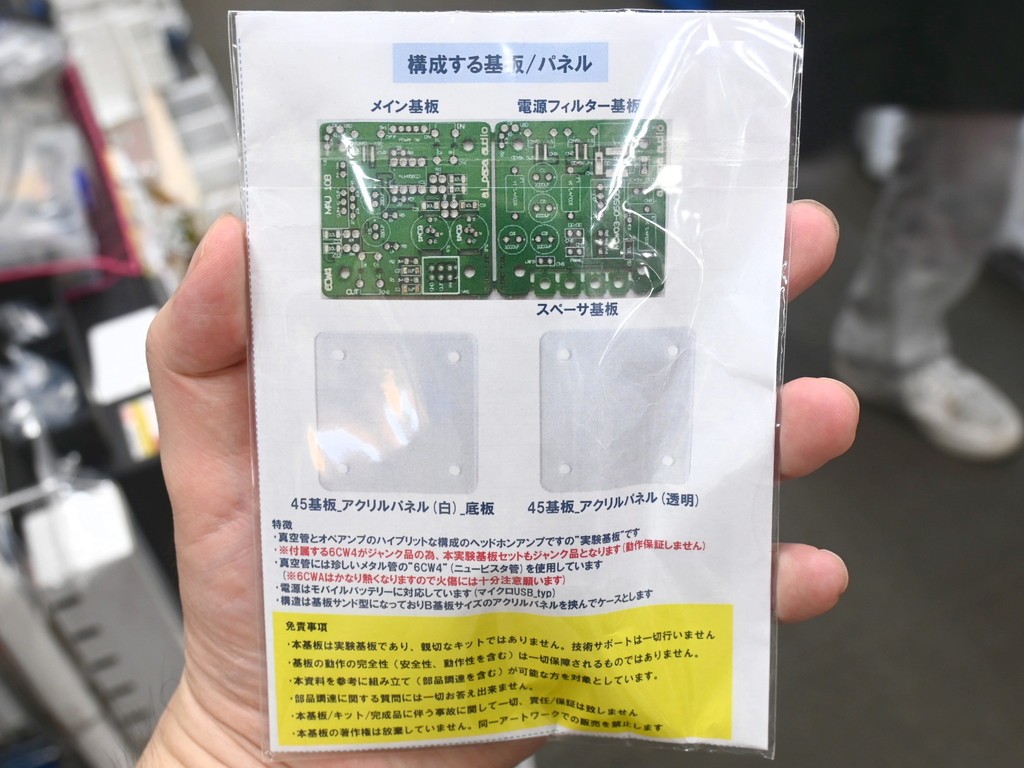 構成する基板/パネル
メイン基板
電源フィルター基板
MAU 108
6CW4
a.Lasse audio
OUT
スペーサ基板
45基板_アクリルパネル(白)_底板
45基板_アクリルパネル(透明)
特徴
・真空管とオペアンプのハイブリットな構成のヘッドホンアンプですの"実験基板"です
・※付属する6CW4がジャンク品の為、本実験基板セットもジャンク品となります(動作保証しません)
・真空管には珍しいメタル管の"6CW4"(ニュービスタ管)を使用しています
(※6CWAはかなり熱くなりますので火傷には十分注意願います)
・電源はモバイルバッテリーに対応しています(マイクロUSB_typ)
・構造は基板サンド型になっておりB基板サイズのアクリルパネルを挟んでケースとします
免責事項
・本基板は実験基板であり、親切なキットではありません。技術サポートは一切行いません
・基板の動作の完全性(安全性、動作性を含む)は一切保障されるものではありません。
・本資料を参考に組み立て(部品調達を含む)が可能な方を対象としています。
・部品調達に関する質問には一切お答え出来ません。
・本基板/キット/完成品に伴う事故に関して一切、責任/保証は致しません
・本基板の著作権は放棄していません。同一アートワークでの販売を禁止します